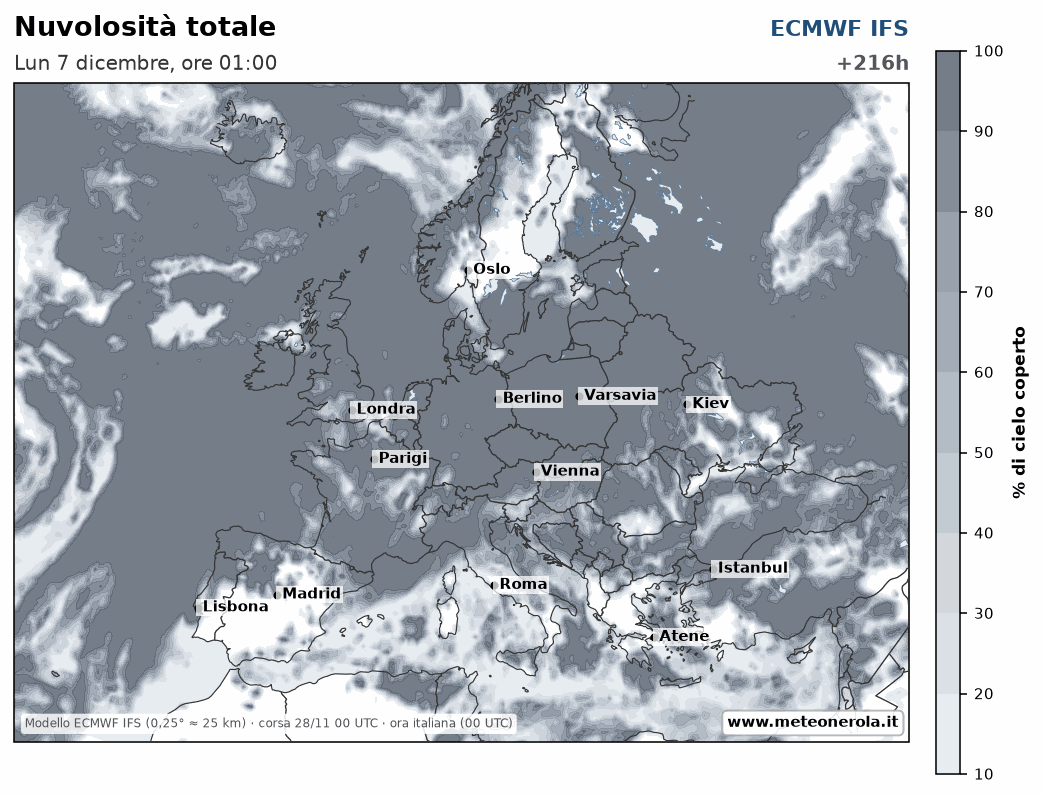 Nuvolosità totale
ECMWF IFS
Lun 7 dicembre, ore 01:00
+216h
100
90
80
70
60
50
40
30
20
10
% di cielo coperto
Oslo
Londra
Berlino
Varsavia
Kiev
Parigi
Vienna
Istanbul
Roma
Madrid
Lisbona
Atene
Modello ECMWF IFS (0,25° ≈ 25 km) · corsa 28/11 00 UTC · ora italiana (00 UTC)
www.meteonerola.it